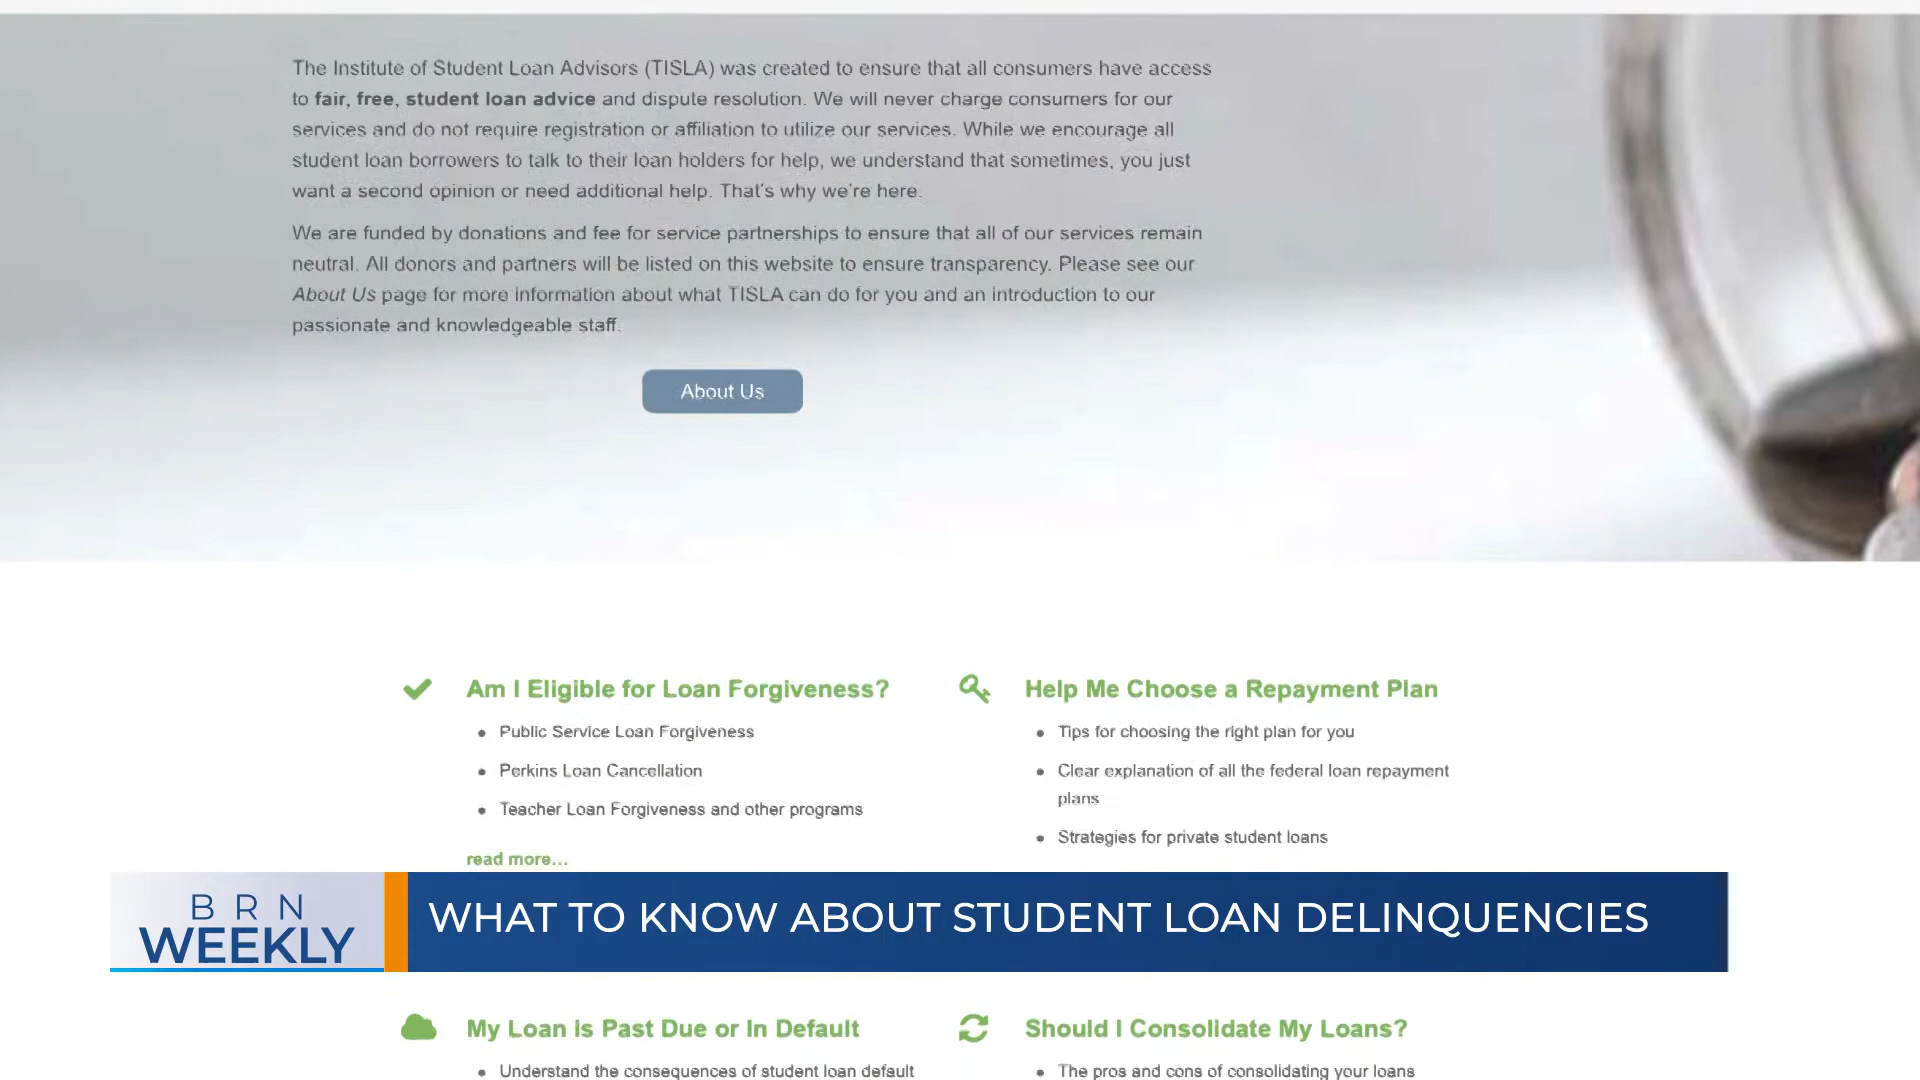 The Institute of Student Loan Advisors (TISLA) was created to ensure that all consumers have access
to fair, free, student loan advice and dispute resolution. We will never charge consumers for our
services and do not require registration or affiliation to utilize our services. While we encourage all
student loan borrowers to talk to their loan holders for help, we understand that sometimes, you just
want a second opinion or need additional help. That's why we're here.
We are funded by donations and fee for service partnerships to ensure that all of our services remain
neutral. All donors and partners will be listed on this website to ensure transparency. Please see our
About Us page for more information about what TISLA can do for you and an introduction to our
passionate and knowledgeable staff.
About Us
Am I Eligible for Loan Forgiveness?
Public Service Loan Forgiveness
Perkins Loan Cancellation
Teacher Loan Forgiveness and other programs
read more...
Help Me Choose a Repayment Plan
Tips for choosing the right plan for you
Clear explanation of all the federal loan repayment
plans
Strategies for private student loans
BRN
WEEKLY
WHAT TO KNOW ABOUT STUDENT LOAN DELINQUENCIES
My Loan is Past Due or In Default
Understand the consequences of student loan default
Should I Consolidate My Loans?
The pros and cons of consolidating your loans